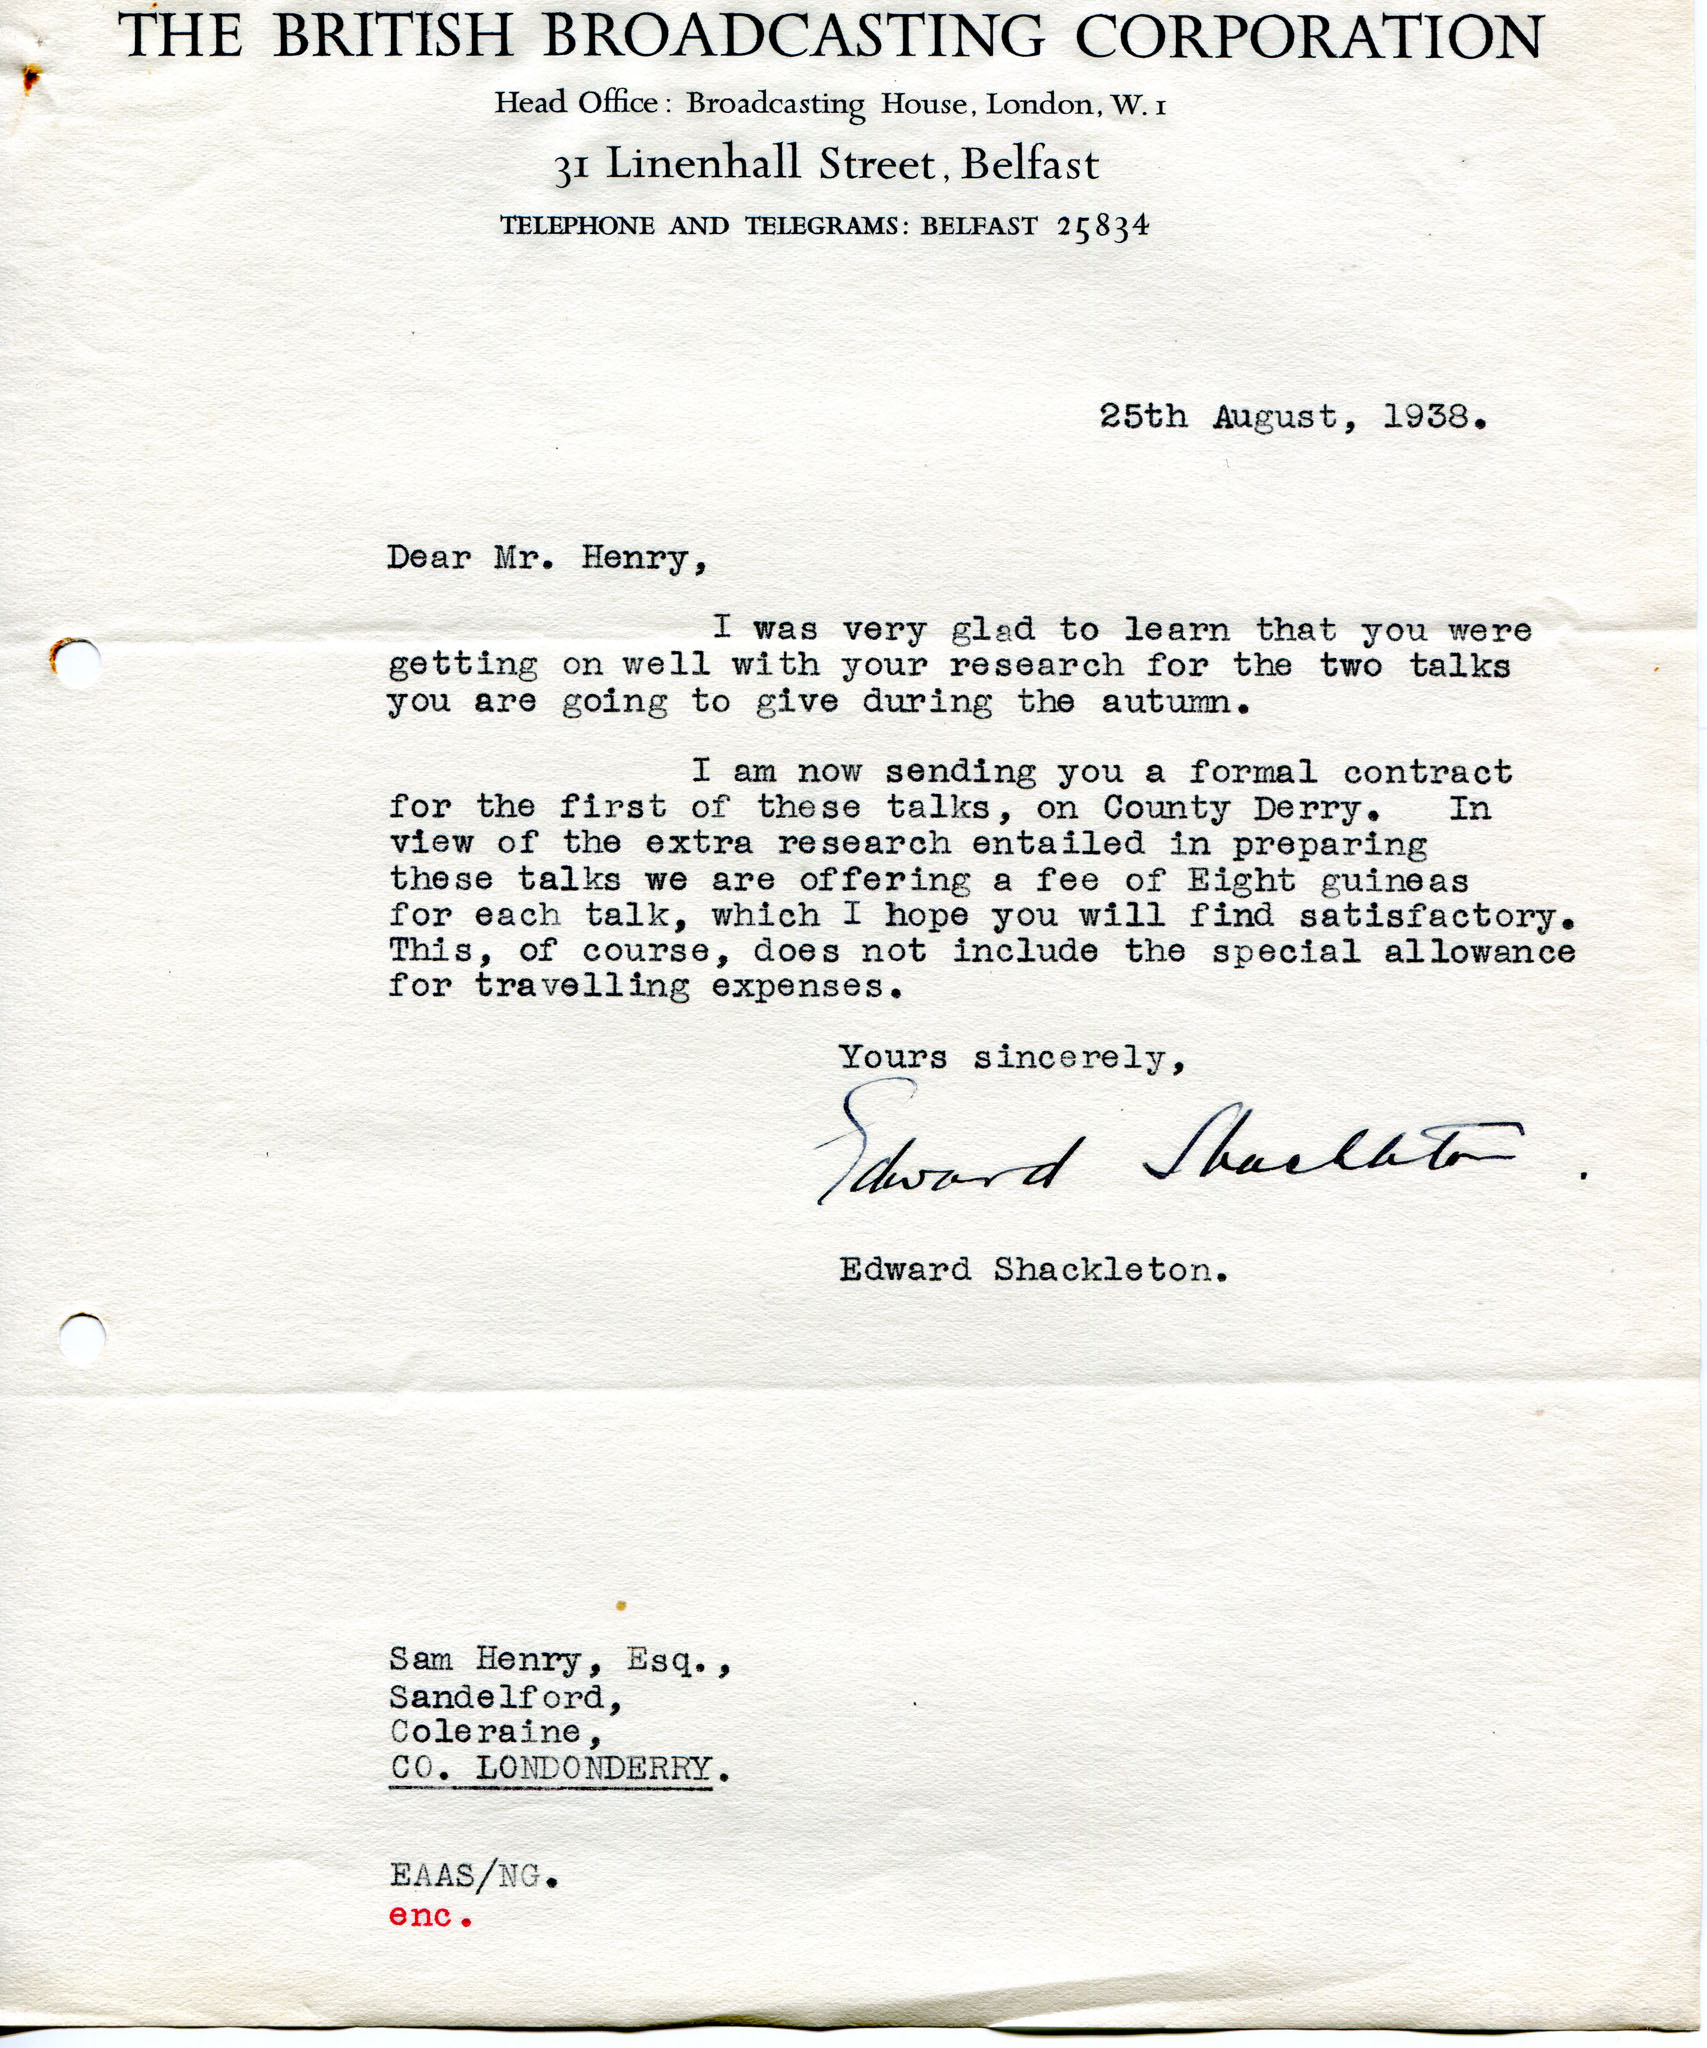 THE BRITISH BROADCASTING CORPORATION
Head Office: Broadcasting House, London, W. 1
31 Linenhall Street, Belfast
TELEPHONE AND TELEGRAMS: BELFAST 25834
25th August, 1938.
Dear Mr. Henry,
I was very glad to learn that you were
getting on well with your research for the two talks
you are going to give during the autumn.
I am now sending you a formal contract
for the first of these talks, on County Derry. In
view of the extra research entailed in preparing
these talks we are offering a fee of Eight guineas
for each talk, which I hope you will find satisfactory.
This, of course, does not include the special allowance
for travelling expenses.
Yours sincerely,
Edward Shackleton
Edward Shackleton.
Sam Henry, Esq.,
Sandelford,
Coleraine,
CO. LONDONDERRY.
EAAS/NG.
enc.